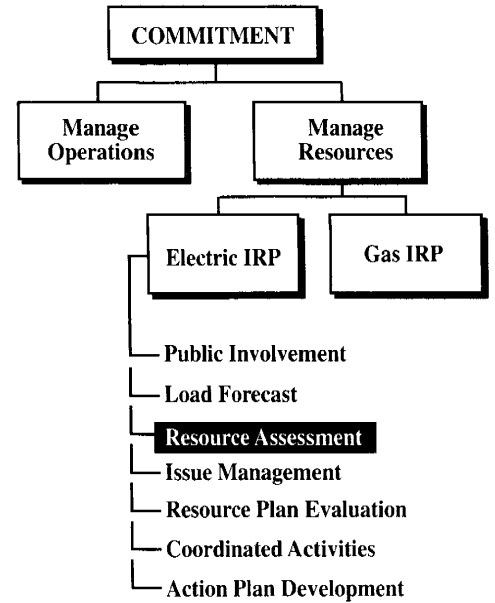 COMMITMENT
Manage
Operations
Manage
Resources
Electric IRP
Gas IRP
Public Involvement
Load Forecast
Resource Assessment
Issue Management
Resource Plan Evaluation
Coordinated Activities
Action Plan Development